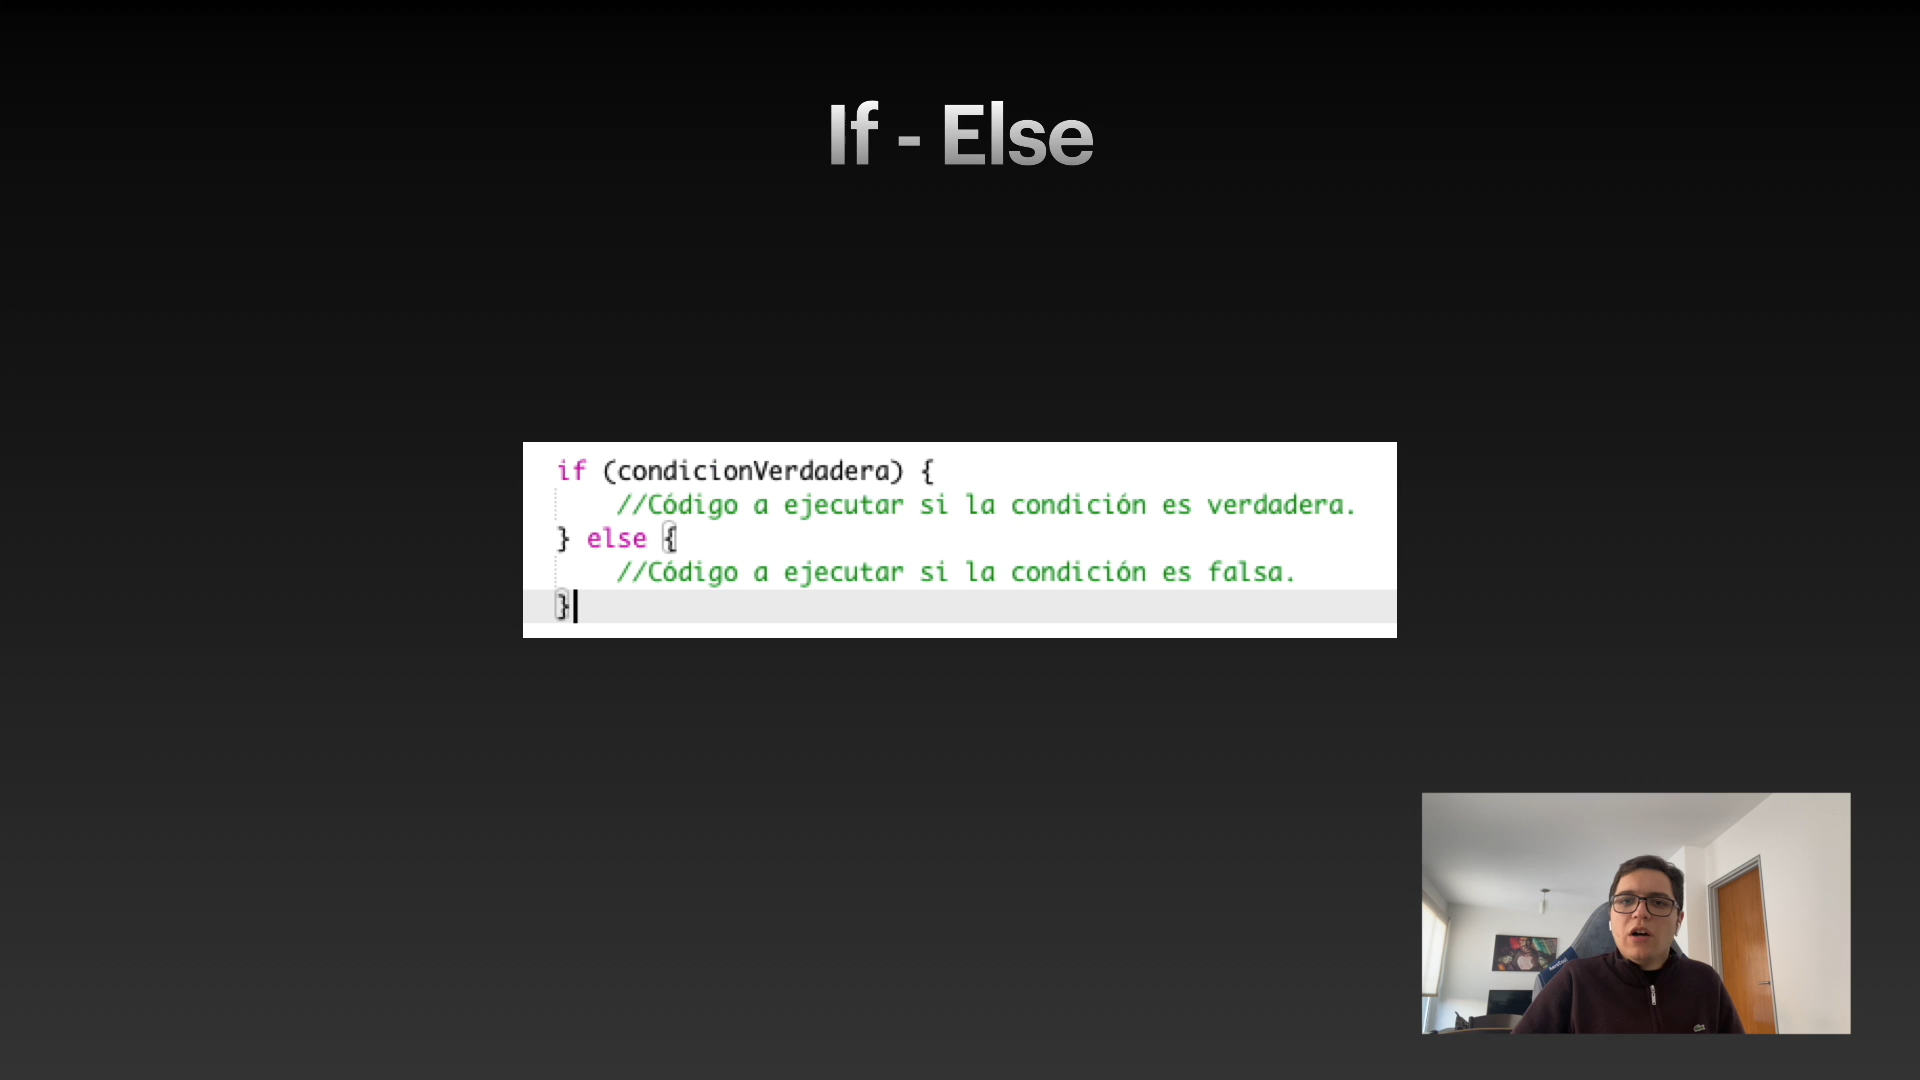 If - Else
if (condicionVerdadera) {
//Código a ejecutar si la condición es verdadera.
} else {
//Código a ejecutar si la condición es falsa.
}